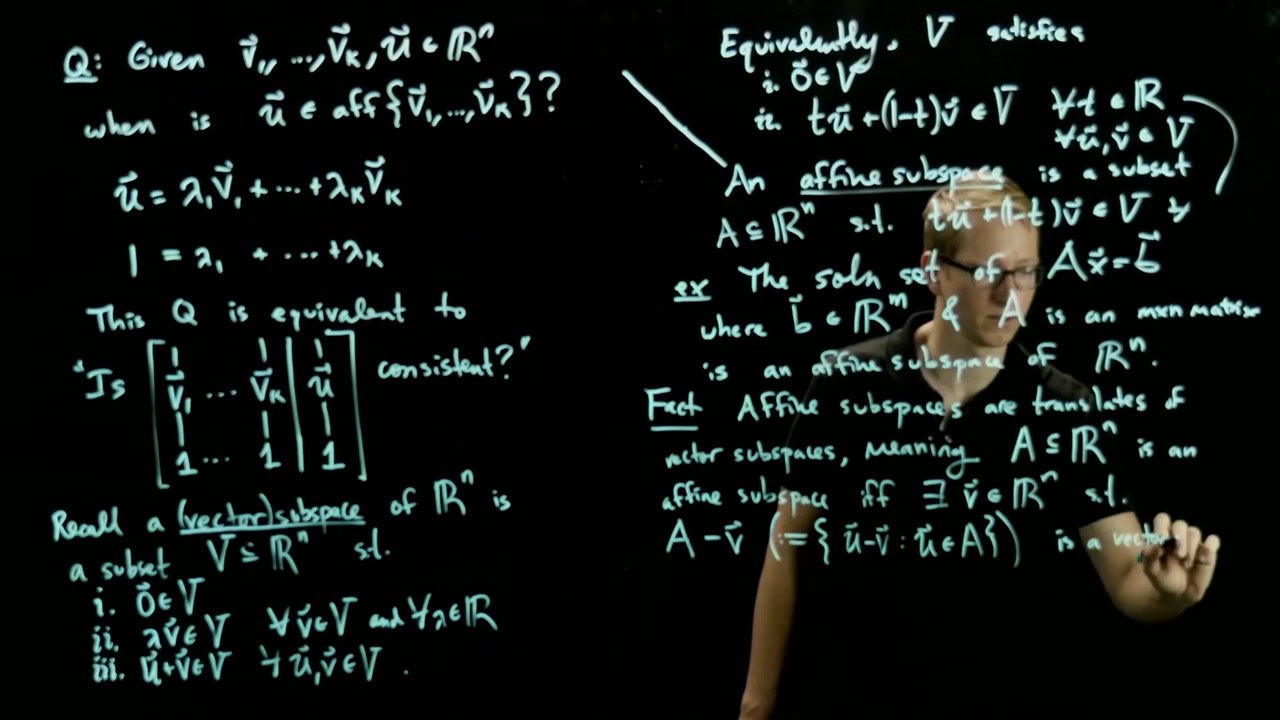 Q: Given v⃗₁, ..., v⃗ₖ, u⃗ ∈ ℝⁿ
when is u⃗ ∈ aff{v⃗₁, ..., v⃗ₖ}?
u⃗ = λ₁v⃗₁ + ... + λₖv⃗ₖ
1 = λ₁ + ... + λₖ
This Q is equivalent to
"Is [ | | | |
v⃗₁ ... v⃗ₖ | u⃗
| | | |
1 ... 1 | 1 ] consistent?"
Recall a (vector) subspace of ℝⁿ is
a subset V ⊆ ℝⁿ s.t.
i. 0⃗ ∈ V
ii. λv⃗ ∈ V ∀ v⃗ ∈ V and ∀ λ ∈ ℝ
iii. u⃗ + v⃗ ∈ V ∀ u⃗, v⃗ ∈ V.
Equivalently, V satisfies
i. 0⃗ ∈ V
ii. tu⃗ + (1-t)v⃗ ∈ V ∀ t ∈ ℝ
∀ u⃗, v⃗ ∈ V
An affine subspace is a subset
A ⊆ ℝⁿ s.t. tu⃗ + (1-t)v⃗ ∈ V ∀
ex The soln set of Ax⃗ = b⃗
where b⃗ ∈ ℝᵐ & A is an m×n matrix
is an affine subspace of ℝⁿ.
Fact Affine subspaces are translates of
vector subspaces, meaning A ⊆ ℝⁿ is an
affine subspace iff ∃ v⃗ ∈ ℝⁿ s.t.
A - v⃗ (:= { u⃗ - v⃗ : u⃗ ∈ A }) is a vector